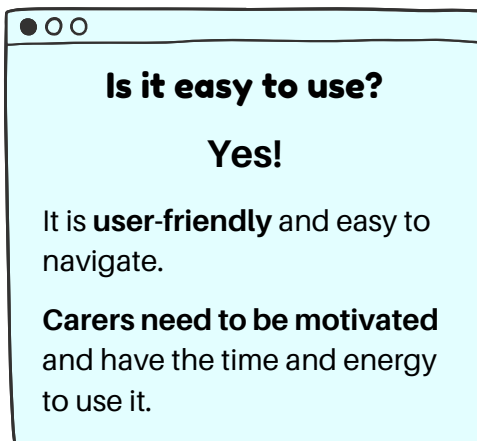 Is it easy to use?
Yes!
It is user-friendly and easy to
navigate.
Carers need to be motivated
and have the time and energy
to use it.